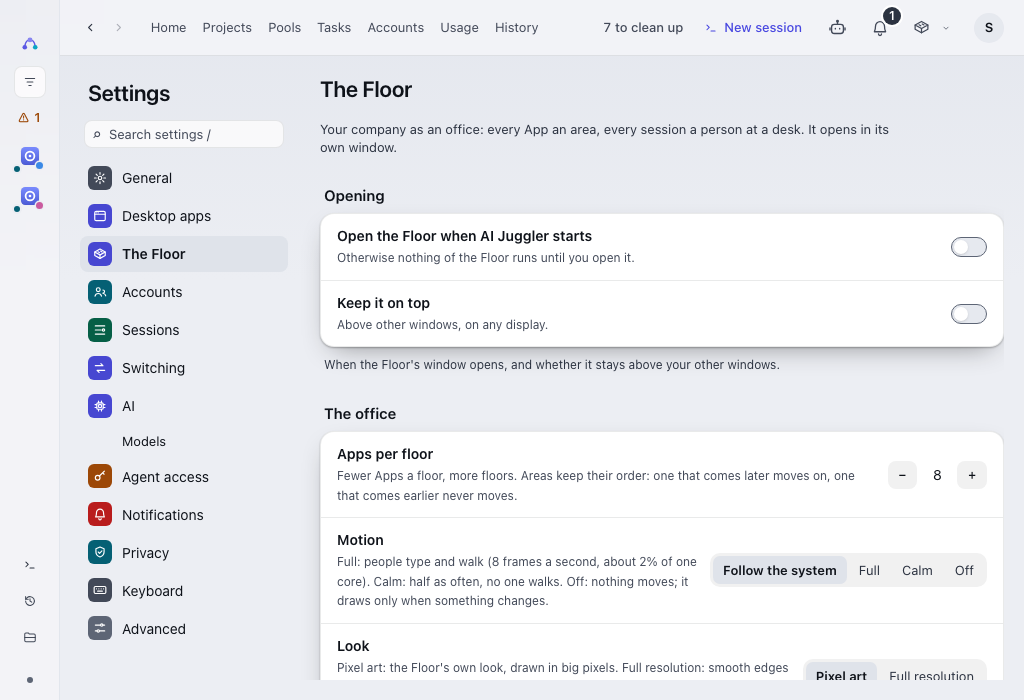 Home Projects Pools Tasks Accounts Usage History 7 to clean up New session 1 S
1
Settings
Search settings /
General
Desktop apps
The Floor
Accounts
Sessions
Switching
AI
Models
Agent access
Notifications
Privacy
Keyboard
Advanced
The Floor
Your company as an office: every App an area, every session a person at a desk. It opens in its
own window.
Opening
Open the Floor when AI Juggler starts
Otherwise nothing of the Floor runs until you open it.
Keep it on top
Above other windows, on any display.
When the Floor's window opens, and whether it stays above your other windows.
The office
Apps per floor
Fewer Apps a floor, more floors. Areas keep their order: one that comes later moves on, one
that comes earlier never moves.
− 8 +
Motion
Full: people type and walk (8 frames a second, about 2% of one
core). Calm: half as often, no one walks. Off: nothing moves; it
draws only when something changes.
Follow the system Full Calm Off
Look
Pixel art: the Floor's own look, drawn in big pixels. Full resolution: smooth edges
Pixel art Full resolution